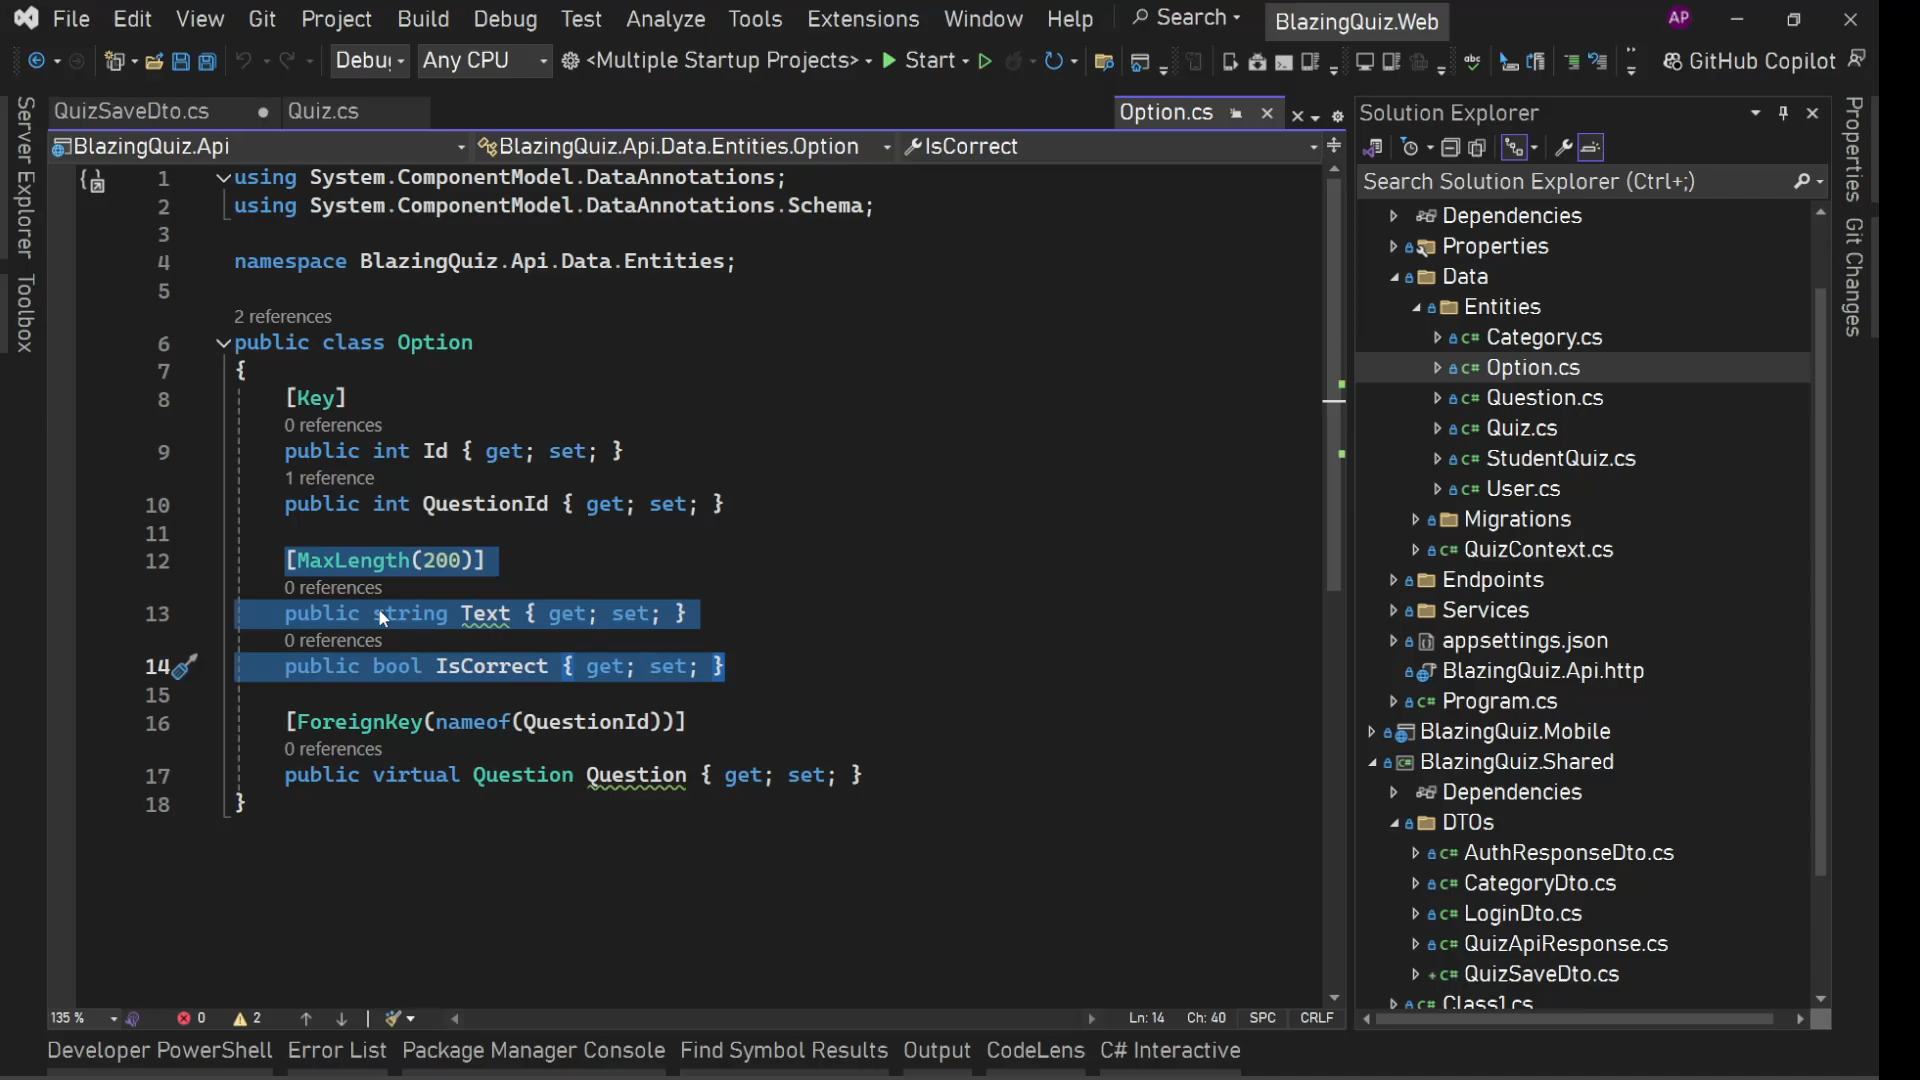 File Edit View Git Project Build Debug Test Analyze Tools Extensions Window Help Search BlazingQuiz.Web AP
Any CPU <Multiple Startup Projects> Start GitHub Copilot
QuizSaveDto.cs Quiz.cs Option.cs
BlazingQuiz.Api BlazingQuiz.Api.Data.Entities.Option IsCorrect
1 using System.ComponentModel.DataAnnotations;
2 using System.ComponentModel.DataAnnotations.Schema;
3
4 namespace BlazingQuiz.Api.Data.Entities;
5
2 references
6 public class Option
7 {
8 [Key]
0 references
9 public int Id { get; set; }
1 reference
10 public int QuestionId { get; set; }
11
12 [MaxLength(200)]
0 references
13 public string Text { get; set; }
0 references
14 public bool IsCorrect { get; set; }
15
16 [ForeignKey(nameof(QuestionId))]
0 references
17 public virtual Question Question { get; set; }
18 }
135 % 0 2 Ln: 14 Ch: 40 SPC CRLF
Developer PowerShell Error List Package Manager Console Find Symbol Results Output CodeLens C# Interactive
Server Explorer
Toolbox
Solution Explorer
Search Solution Explorer (Ctrl+;)
Dependencies
Properties
Data
Entities
C# Category.cs
C# Option.cs
C# Question.cs
C# Quiz.cs
C# StudentQuiz.cs
C# User.cs
Migrations
C# QuizContext.cs
Endpoints
Services
appsettings.json
BlazingQuiz.Api.http
C# Program.cs
BlazingQuiz.Mobile
BlazingQuiz.Shared
Dependencies
DTOs
C# AuthResponseDto.cs
C# CategoryDto.cs
C# LoginDto.cs
C# QuizApiResponse.cs
C# QuizSaveDto.cs
C# Class1.cs
Properties
Git Changes